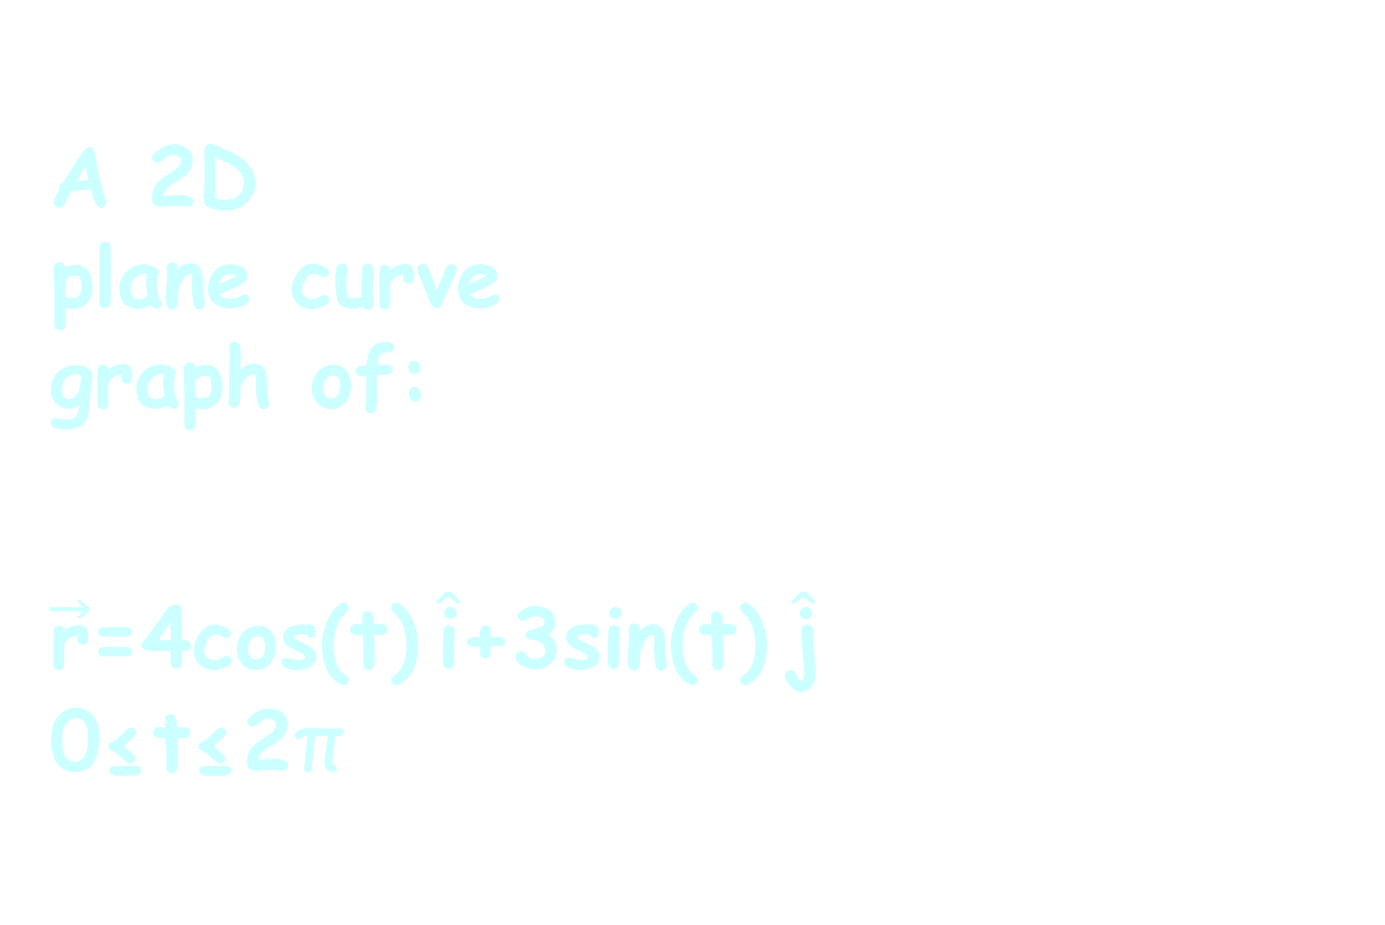 A 2D
plane curve
graph of:
r⃗=4cos(t) î+3sin(t) ĵ
0≤t≤2π